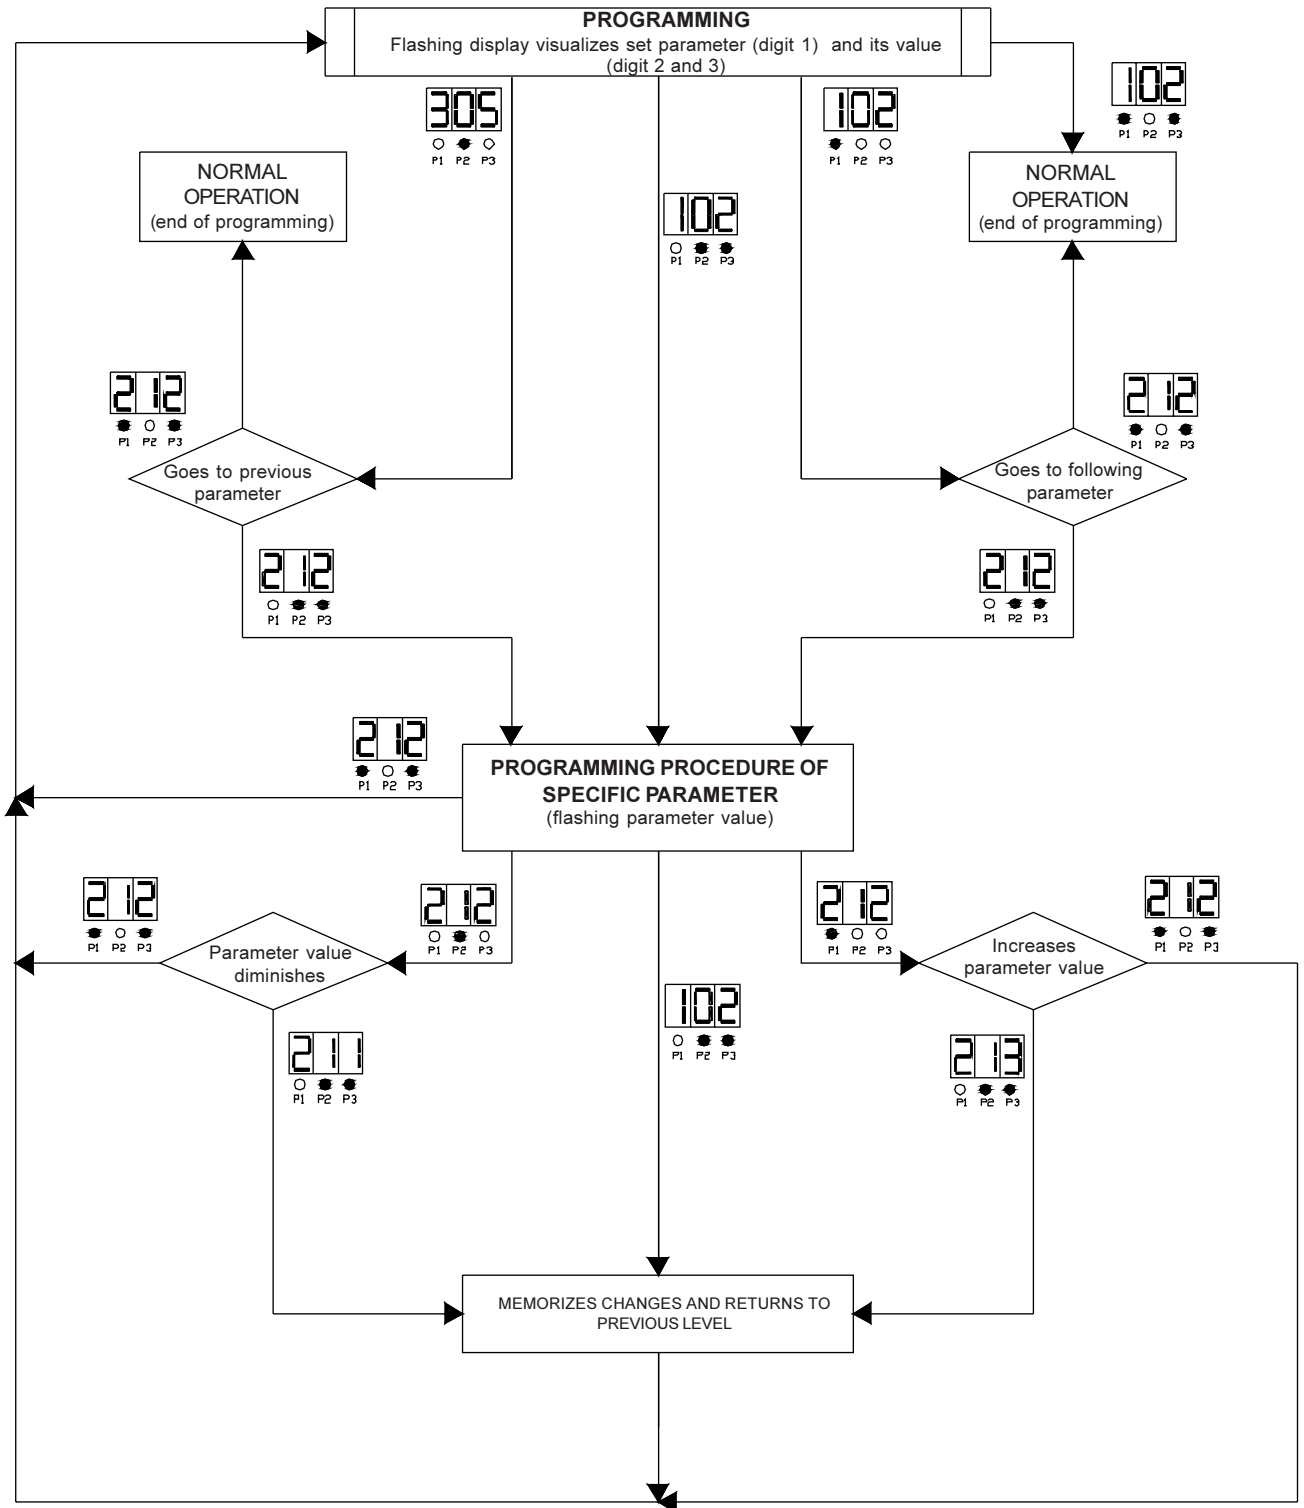 PROGRAMMING
Flashing display visualizes set parameter (digit 1) and its value
(digit 2 and 3)
305
P1 P2 P3
102
P1 P2 P3
102
P1 P2 P3
NORMAL
OPERATION
(end of programming)
102
P1 P2 P3
NORMAL
OPERATION
(end of programming)
212
P1 P2 P3
212
P1 P2 P3
Goes to previous
parameter
Goes to following
parameter
212
P1 P2 P3
212
P1 P2 P3
212
P1 P2 P3
PROGRAMMING PROCEDURE OF
SPECIFIC PARAMETER
(flashing parameter value)
212
P1 P2 P3
212
P1 P2 P3
212
P1 P2 P3
212
P1 P2 P3
Parameter value
diminishes
Increases
parameter value
102
P1 P2 P3
211
P1 P2 P3
213
P1 P2 P3
MEMORIZES CHANGES AND RETURNS TO
PREVIOUS LEVEL